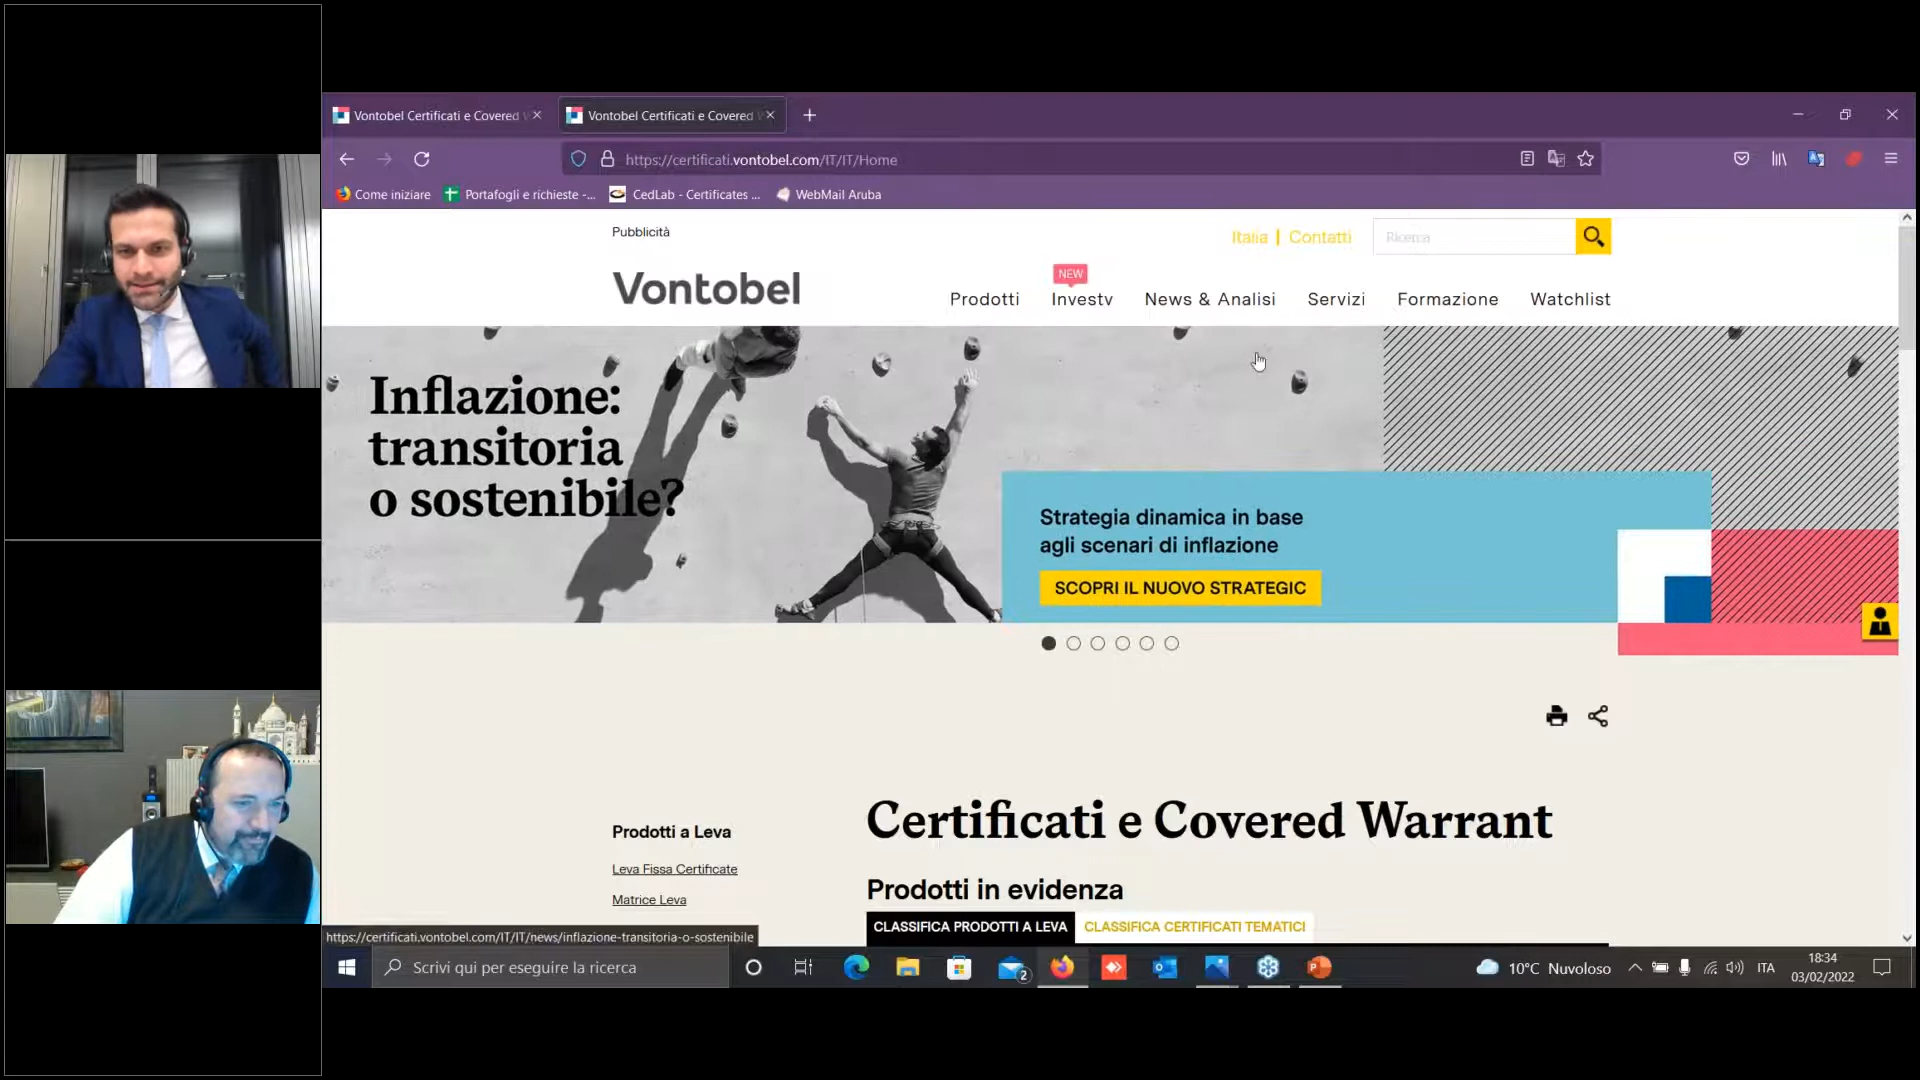 Vontobel Certificati e Covered
Vontobel Certificati e Covered
https://certificati.vontobel.com/IT/IT/Home
Come iniziare
Portafogli e richieste -...
CedLab - Certificates ...
WebMail Aruba
Pubblicità
Italia | Contatti
Ricerca
Vontobel
NEW
Prodotti
Investv
News & Analisi
Servizi
Formazione
Watchlist
Inflazione:
transitoria
o sostenibile?
Strategia dinamica in base
agli scenari di inflazione
SCOPRI IL NUOVO STRATEGIC
Certificati e Covered Warrant
Prodotti a Leva
Leva Fissa Certificate
Matrice Leva
Prodotti in evidenza
CLASSIFICA PRODOTTI A LEVA
CLASSIFICA CERTIFICATI TEMATICI
https://certificati.vontobel.com/IT/IT/news/inflazione-transitoria-o-sostenibile
Scrivi qui per eseguire la ricerca
2
10°C Nuvoloso
ITA
18:34
03/02/2022